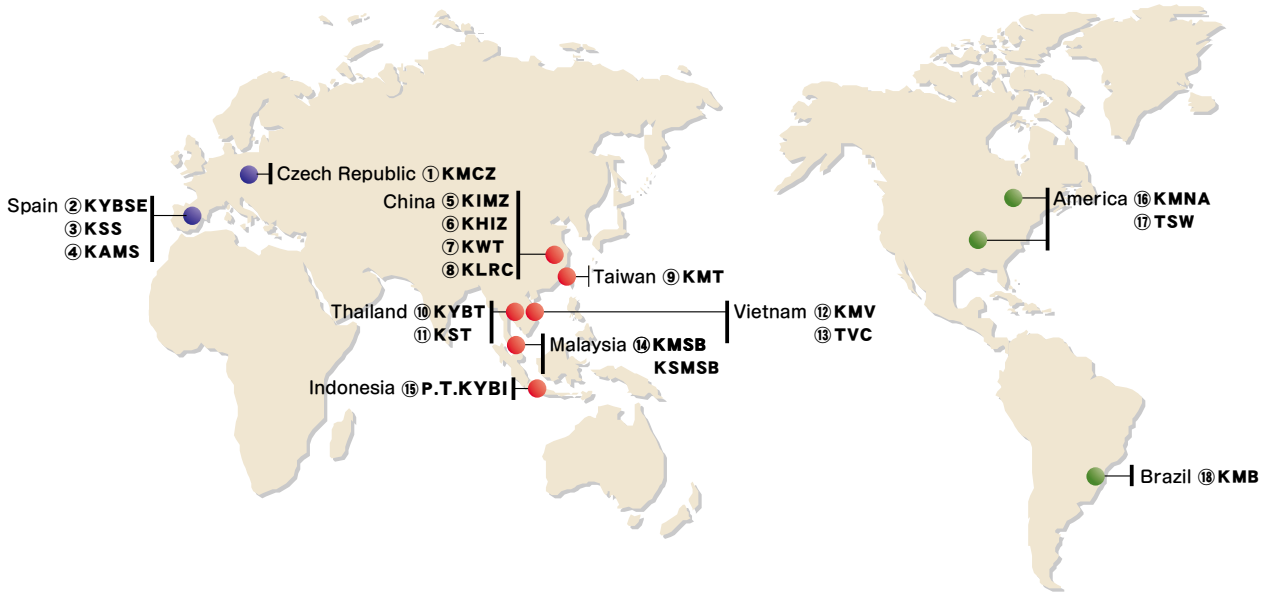 Czech Republic ①KMCZ
Spain ②KYBSE
③KSS
④KAMS
China ⑤KIMZ
⑥KHIZ
⑦KWT
⑧KLRC
Taiwan ⑨KMT
Thailand ⑩KYBT
⑪KST
Vietnam ⑫KMV
⑬TVC
Malaysia ⑭KMSB
KSMSB
Indonesia ⑮P.T.KYBI
America ⑯KMNA
⑰TSW
Brazil ⑱KMB